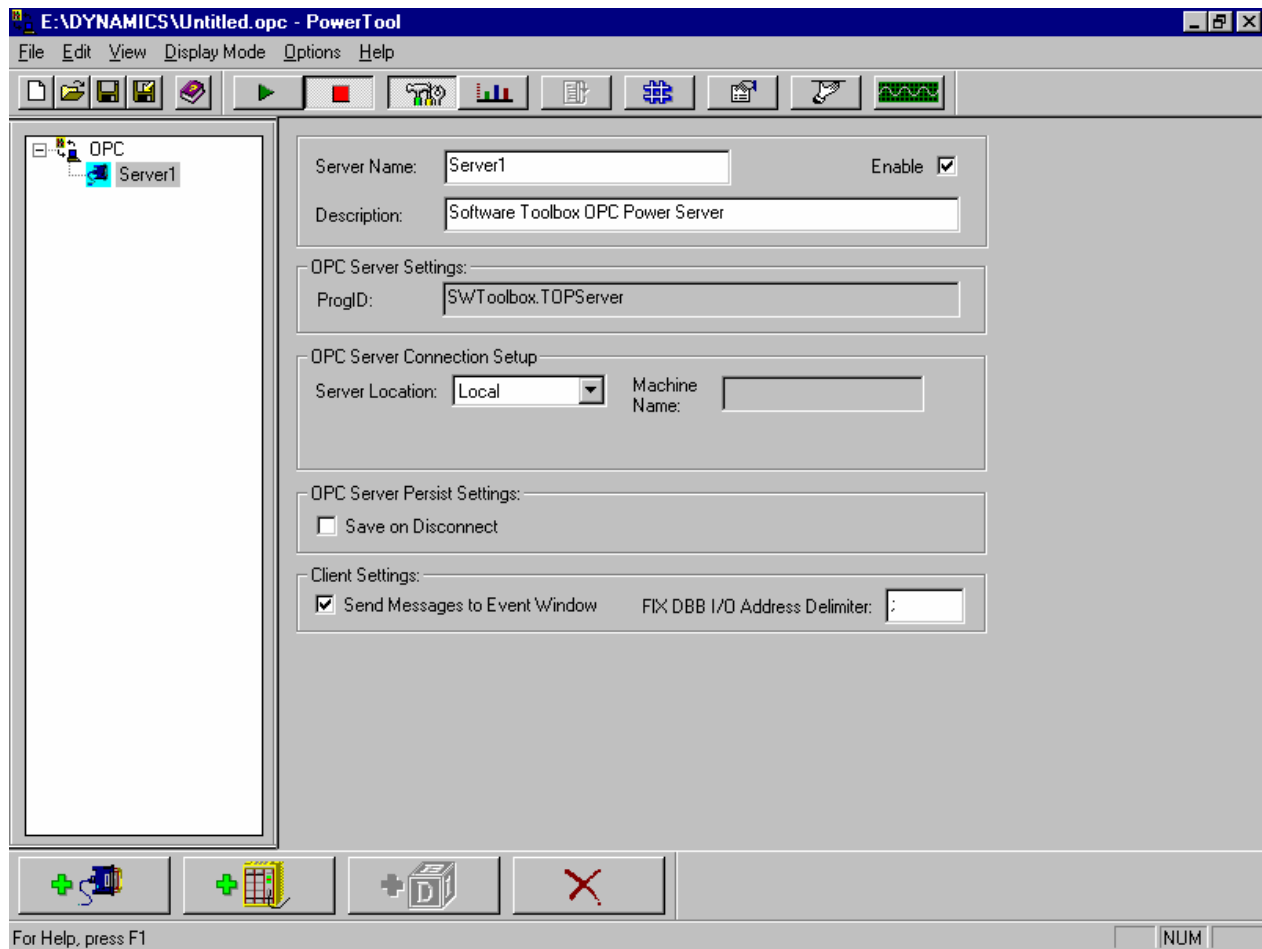 E:\DYNAMICS\Untitled.opc - PowerTool
File Edit View Display Mode Options Help
OPC
Server1
Server Name: Server1 Enable
Description: Software Toolbox OPC Power Server
OPC Server Settings:
ProgID: SWToolbox.TOPServer
OPC Server Connection Setup
Server Location: Local Machine Name:
OPC Server Persist Settings:
Save on Disconnect
Client Settings:
Send Messages to Event Window FIX DBB I/O Address Delimiter: ;
D
For Help, press F1 NUM